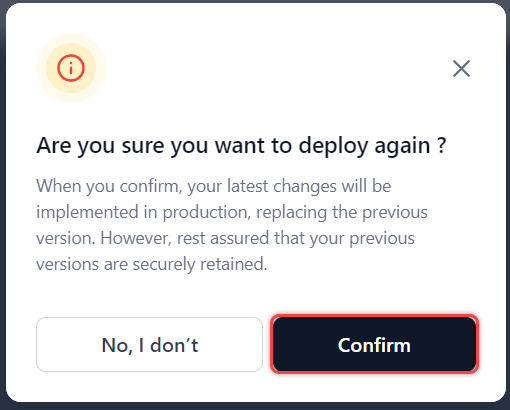 Are you sure you want to deploy again ?
When you confirm, your latest changes will be
implemented in production, replacing the previous
version. However, rest assured that your previous
versions are securely retained.
No, I don’t
Confirm